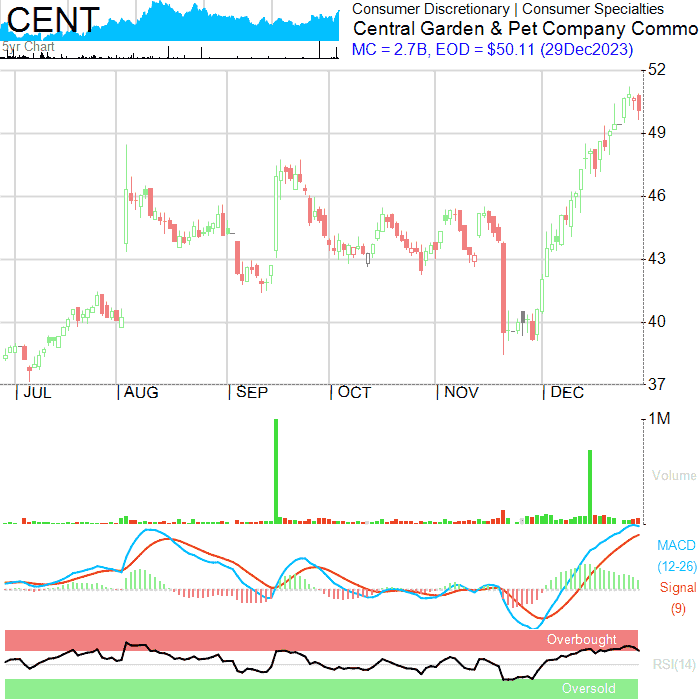 CENT
5yr Chart
Consumer Discretionary | Consumer Specialties
Central Garden & Pet Company Commo
MC = 2.7B, EOD = $50.11 (29Dec2023)
52
49
46
43
40
37
JUL AUG SEP OCT NOV DEC
1M
Volume
MACD
(12-26)
Signal
(9)
Overbought
RSI(14)
Oversold